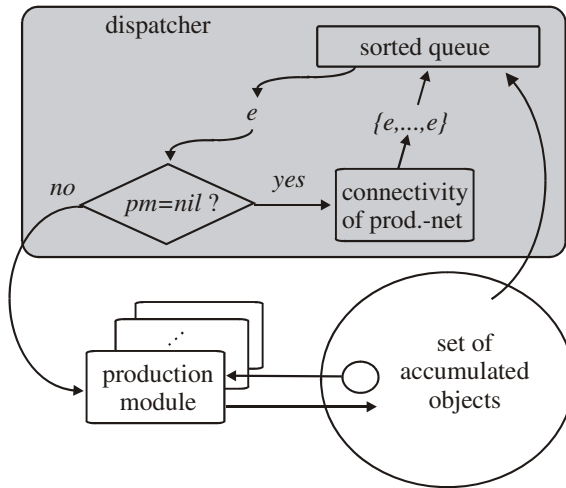 dispatcher
sorted queue
e
{e,...,e}
no
pm=nil ?
yes
connectivity
of prod.-net
...
production
module
set of
accumulated
objects